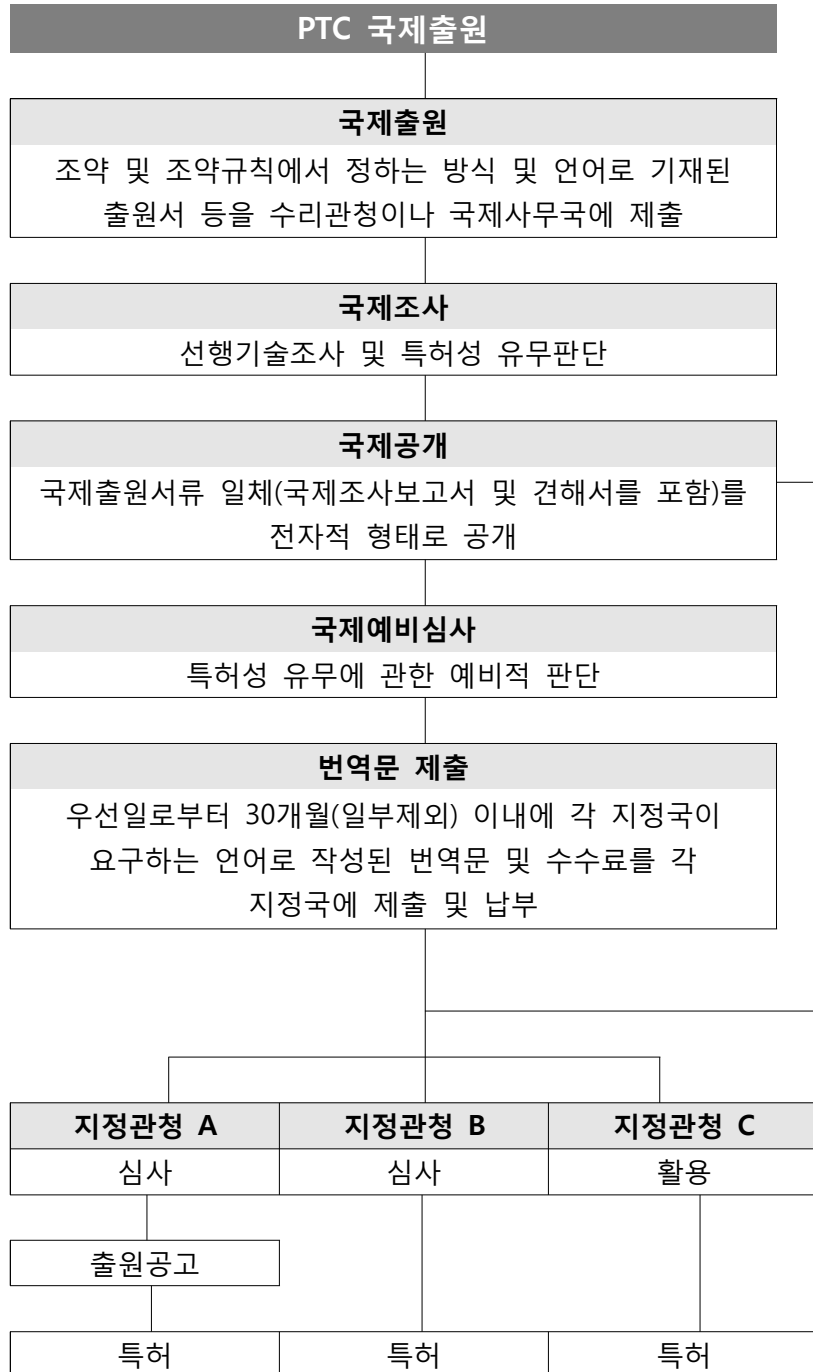 PTC 국제출원
국제출원
조약 및 조약규칙에서 정하는 방식 및 언어로 기재된
출원서 등을 수리관청이나 국제사무국에 제출
국제조사
선행기술조사 및 특허성 유무판단
국제공개
국제출원서류 일체(국제조사보고서 및 견해서를 포함)를
전자적 형태로 공개
국제예비심사
특허성 유무에 관한 예비적 판단
번역문 제출
우선일로부터 30개월(일부제외) 이내에 각 지정국이
요구하는 언어로 작성된 번역문 및 수수료를 각
지정국에 제출 및 납부
지정관청 A 지정관청 B 지정관청 C
심사 심사 활용
출원공고
특허 특허 특허